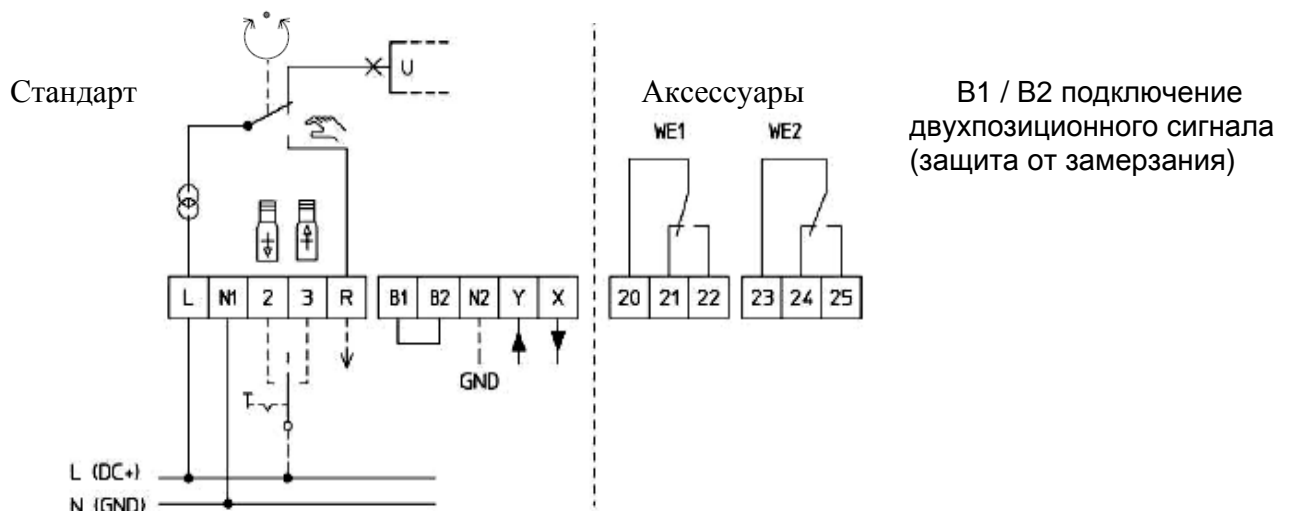 U
Стандарт
Аксессуары
B1 / B2 подключение
двухпозиционного сигнала
(защита от замерзания)
WE1
WE2
L N1 2 3 R B1 B2 N2 Y X 20 21 22 23 24 25
GND
L (DC+)
N (GND)